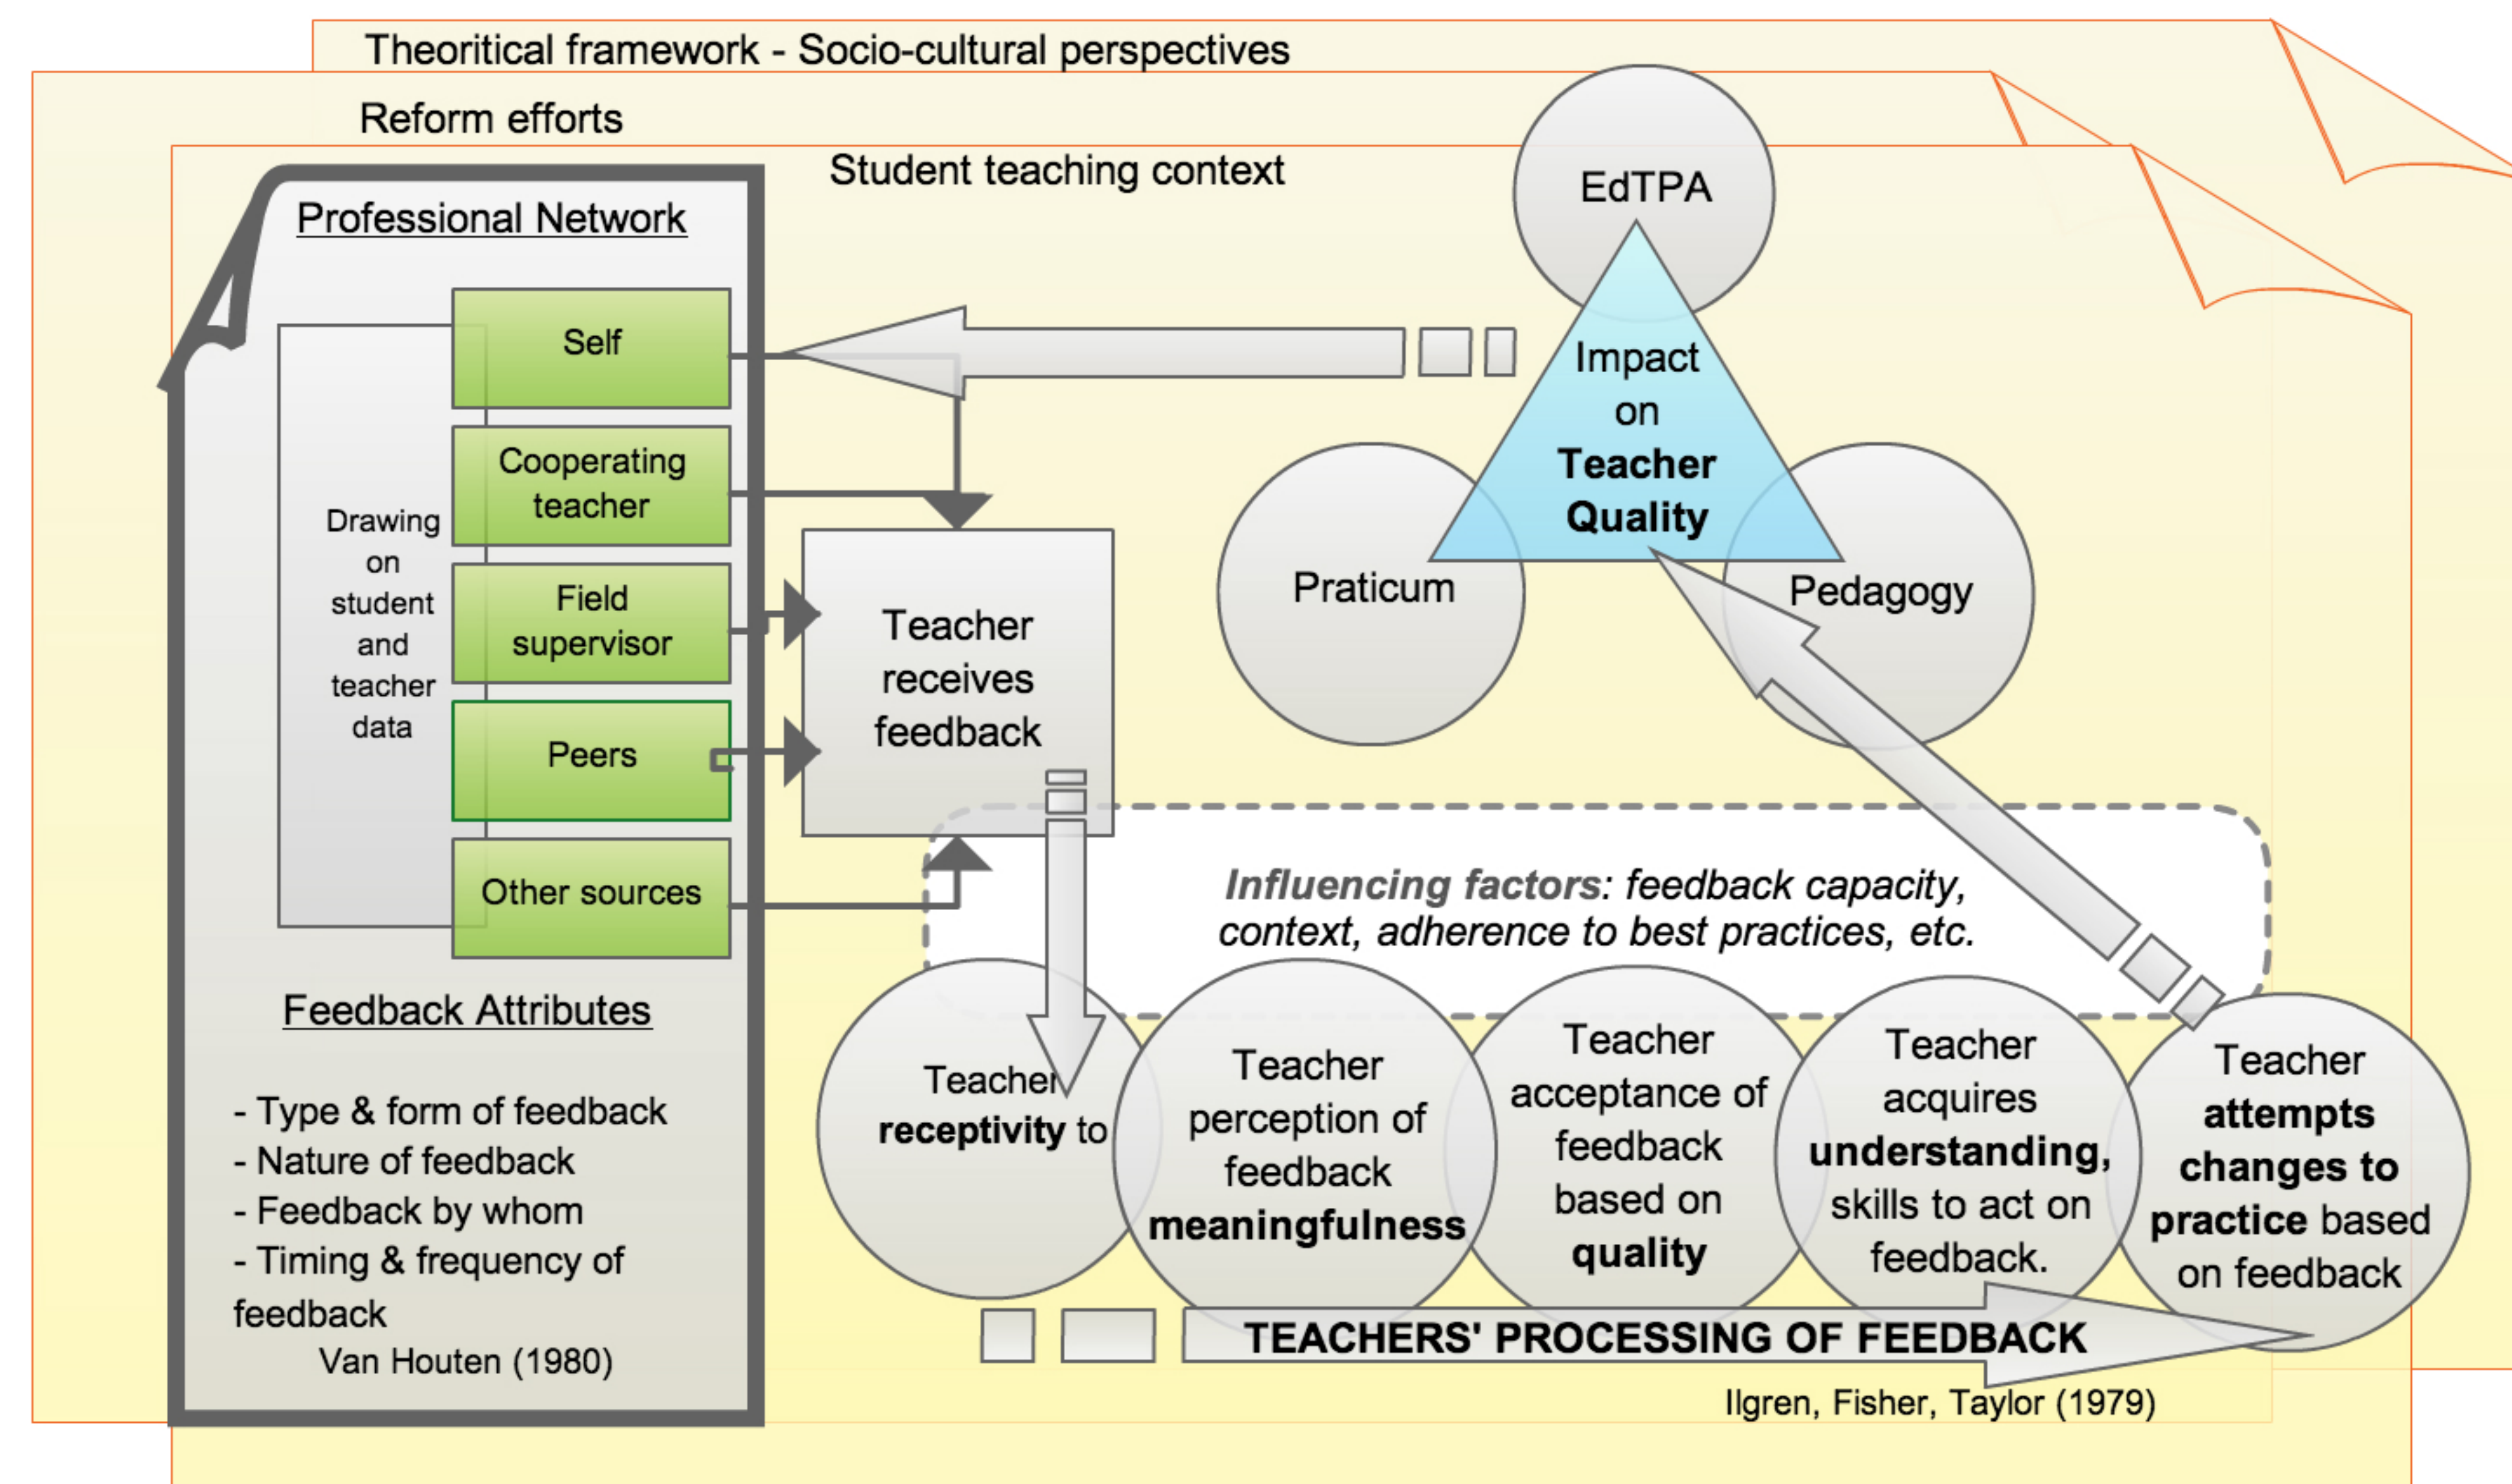 Theoritical framework - Socio-cultural perspectives
Reform efforts
Student teaching context
Professional Network
Self
Cooperating
teacher
Field
supervisor
Peers
Other sources
Drawing
on
student
and
teacher
data
Feedback Attributes
- Type & form of feedback
- Nature of feedback
- Feedback by whom
- Timing & frequency of
feedback
Van Houten (1980)
Teacher
receives
feedback
EdTPA
Impact
on
Teacher
Quality
Praticum
Pedagogy
Influencing factors: feedback capacity,
context, adherence to best practices, etc.
Teacher
receptivity to
Teacher
perception of
feedback
meaningfulness
Teacher
acceptance of
feedback
based on
quality
Teacher
acquires
understanding,
skills to act on
feedback.
Teacher
attempts
changes to
practice based
on feedback
TEACHERS' PROCESSING OF FEEDBACK
Ilgren, Fisher, Taylor (1979)